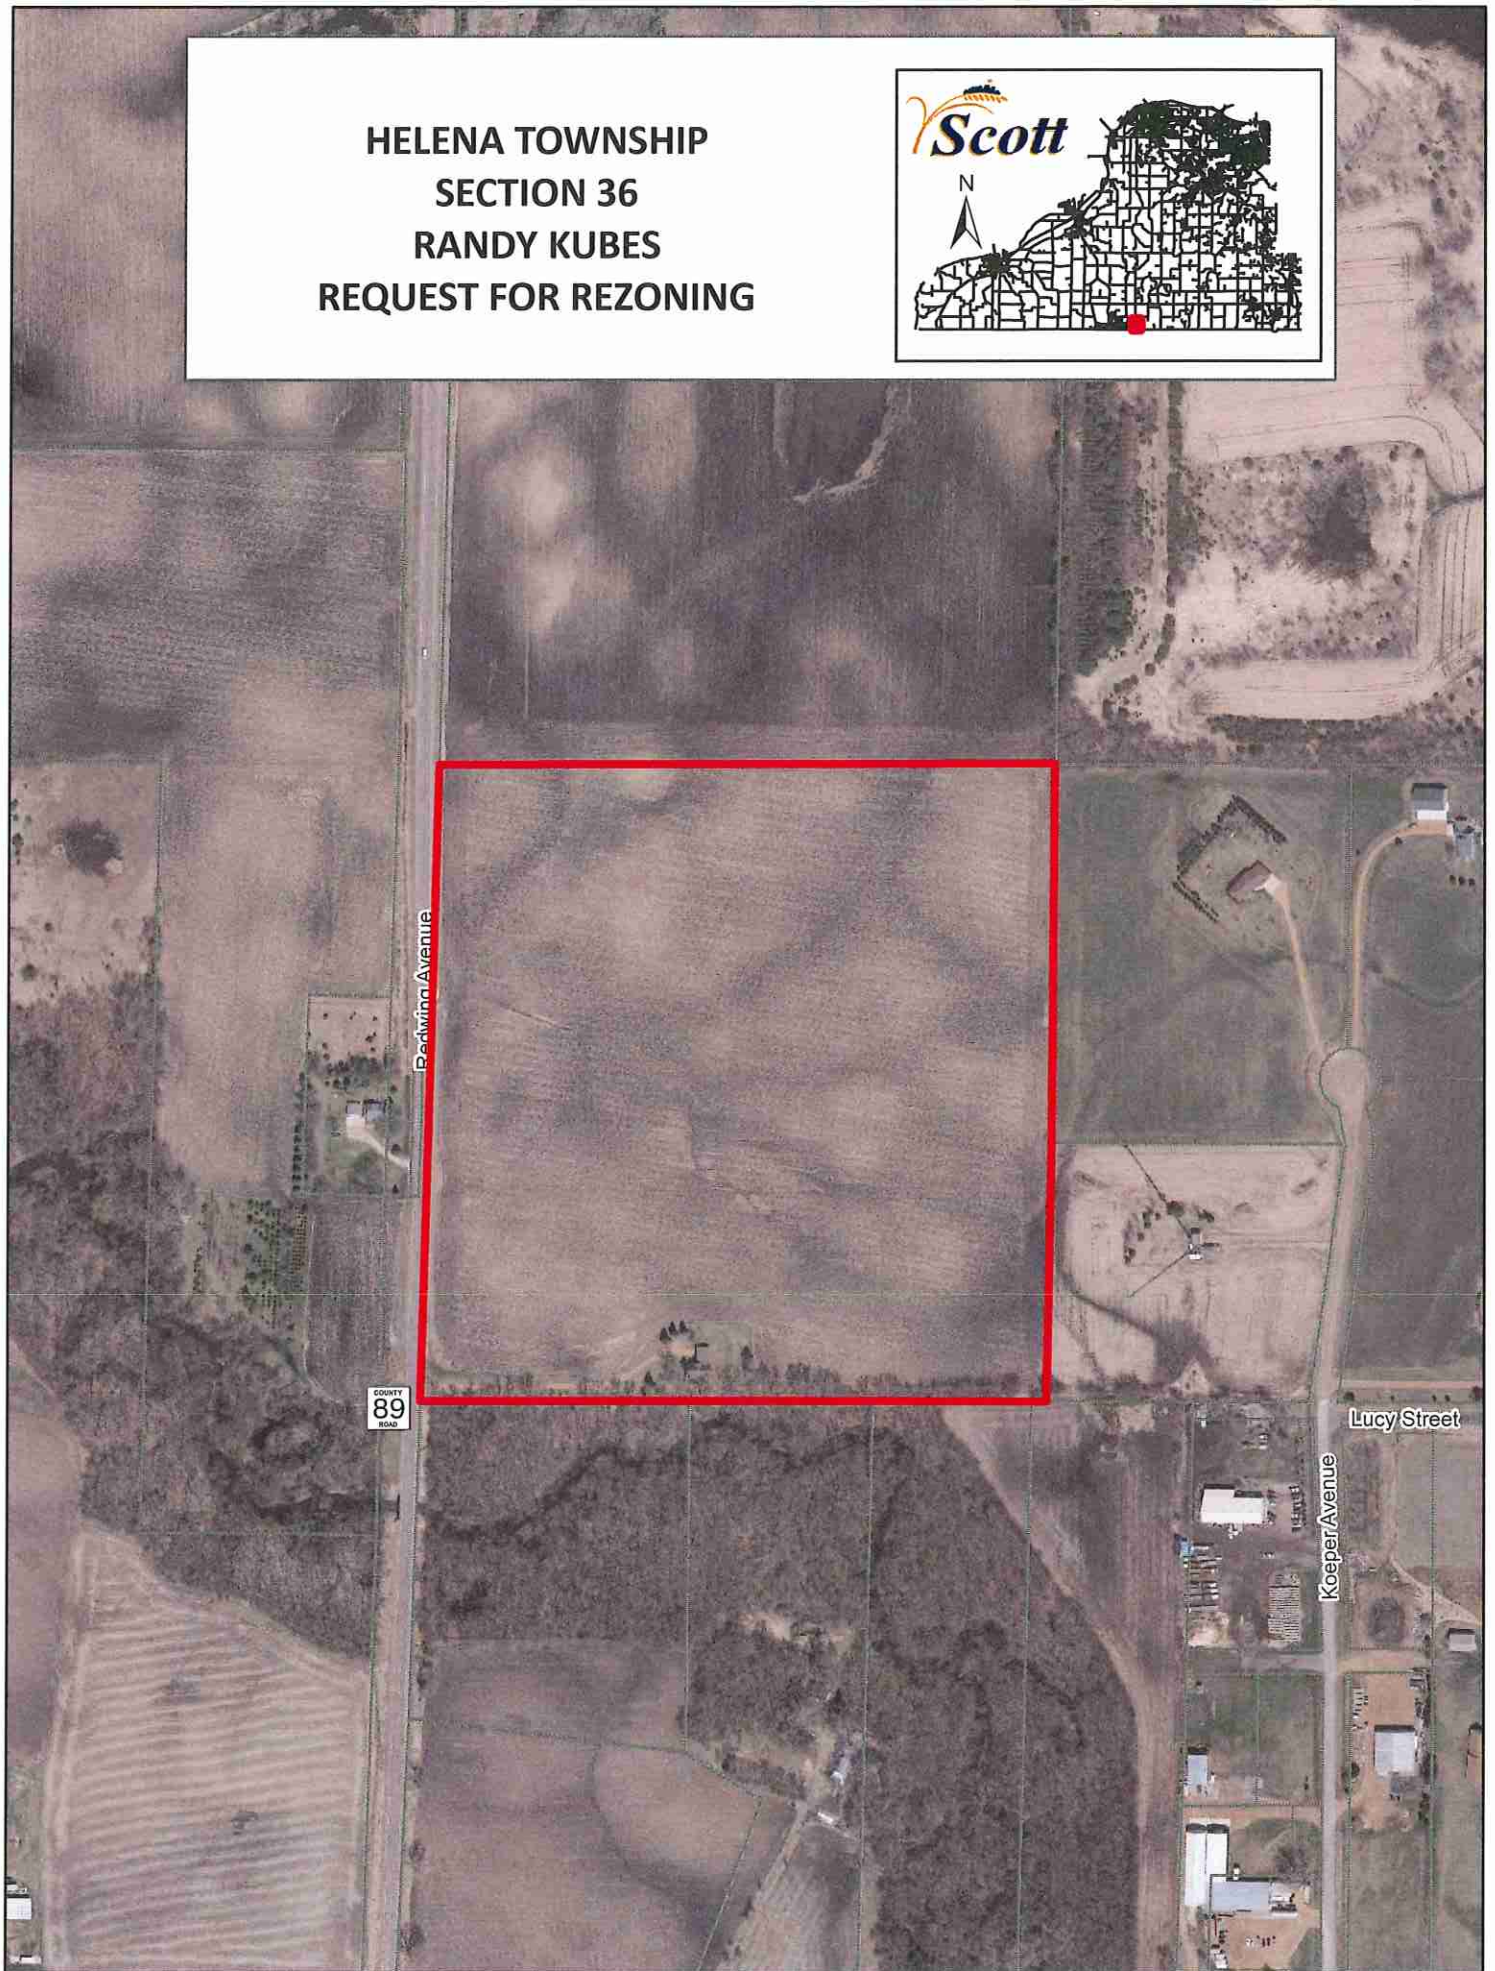 HELENA TOWNSHIP
SECTION 36
RANDY KUBES
REQUEST FOR REZONING
Scott
N
Redwing Avenue
COUNTY
89
ROAD
Lucy Street
Koeper Avenue